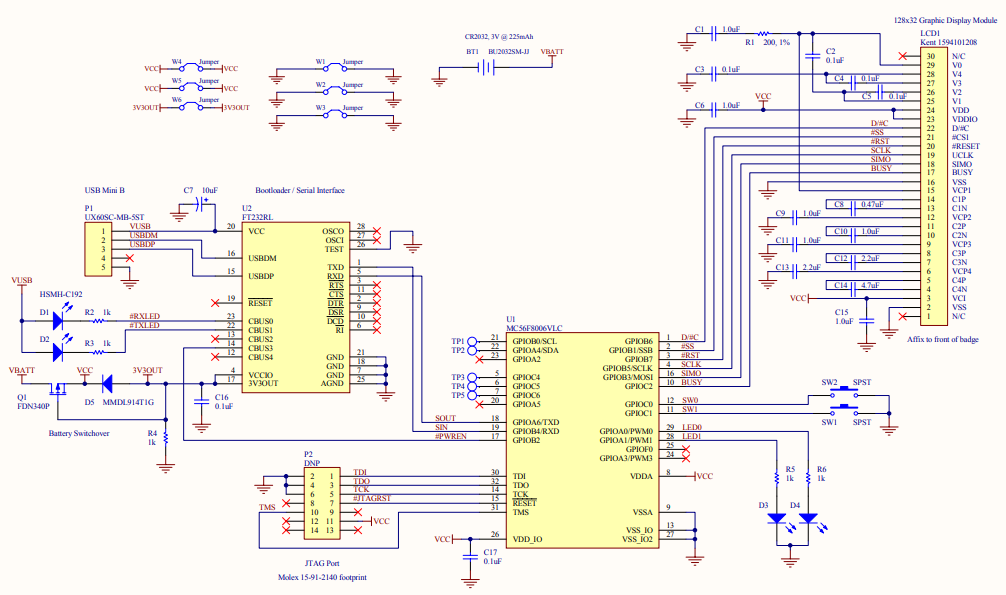 128x32 Graphic Display Module
LCD1
Kent 1594101208
CR2032, 3V @ 225mAh
BT1 BU2032SM-JJ VBATT
C1 1.0uF
R1 200, 1%
C2
0.1uF
C3 0.1uF
C4 0.1uF
C5 0.1uF
C6 1.0uF
VCC
W4 Jumper
VCC VCC
W5 Jumper
VCC VCC
W6 Jumper
3V3OUT 3V3OUT
W1 Jumper
W2 Jumper
W3 Jumper
30 N/C
29 V0
28 V4
27 V3
26 V2
25 V1
24 VDD
23 VDDIO
D/#C 22 D/#C
#SS 21 #CS1
#RST 20 #RESET
SCLK 19 UCLK
SIMO 18 SIMO
BUSY 17 BUSY
16 VSS
15 VCP1
14 C1P
13 C1N
12 VCP2
11 C2P
10 C2N
9 VCP3
8 C3P
7 C3N
6 VCP4
5 C4P
4 C4N
3 VCI
2 VSS
1 N/C
C8 0.47uF
C9 1.0uF
C10 1.0uF
C11 1.0uF
C12 2.2uF
C13 2.2uF
C14 4.7uF
VCC
C15
1.0uF
Affix to front of badge
USB Mini B
P1
UX60SC-MB-5ST
1 VUSB
2 USBDM
3 USBDP
4
5
C7 10uF
+
Bootloader / Serial Interface
U2
FT232RL
20 VCC
16 USBDM
15 USBDP
19 RESET
23 CBUS0
22 CBUS1
13 CBUS2
14 CBUS3
12 CBUS4
4 VCCIO
17 3V3OUT
OSCO 28
OSCI 27
TEST 26
TXD 1
RXD 5
RTS 3
CTS 11
DTR 2
DSR 9
DCD 10
RI 6
GND 21
GND 18
GND 7
AGND 25
VUSB
HSMH-C192
D1 R2 1k #RXLED
#TXLED
D2 R3 1k
VBATT VCC 3V3OUT
Q1
FDN340P
D5 MMDL914T1G
Battery Switchover
R4
1k
C16
0.1uF
U1
MC56F8006VLC
TP1 21 GPIOB0/SCL
TP2 22 GPIOA4/SDA
23 GPIOA2
TP3 5 GPIOC4
TP4 6 GPIOC5
TP5 7 GPIOC6
20 GPIOA5
SOUT 18 GPIOA6/TXD
SIN 19 GPIOB4/RXD
#PWREN 17 GPIOB2
30 TDI
32 TDO
14 TCK
15 RESET
31 TMS
26 VDD_IO
GPIOB6 1 D/#C
GPIOB1/SSB 2 #SS
GPIOB7 3 #RST
GPIOB5/SCLK 4 SCLK
GPIOB3/MOSI 16 SIMO
GPIOC2 10 BUSY
GPIOC0 12 SW0
GPIOC1 11 SW1
GPIOA0/PWM0 29 LED0
GPIOA1/PWM1 28 LED1
GPIOF0 25
GPIOA3/PWM3 24
VDDA 8 VCC
VSSA 9
VSS_IO 13
VSS_IO2 27
SW2 SPST
SW1 SPST
R5
1k
R6
1k
D3 D4
P2
DNP
2 1 TDI
4 3 TDO
6 5 TCK
8 7 #JTAGRST
TMS 10 9
12 11 VCC
14 13
VCC
C17
0.1uF
JTAG Port
Molex 15-91-2140 footprint